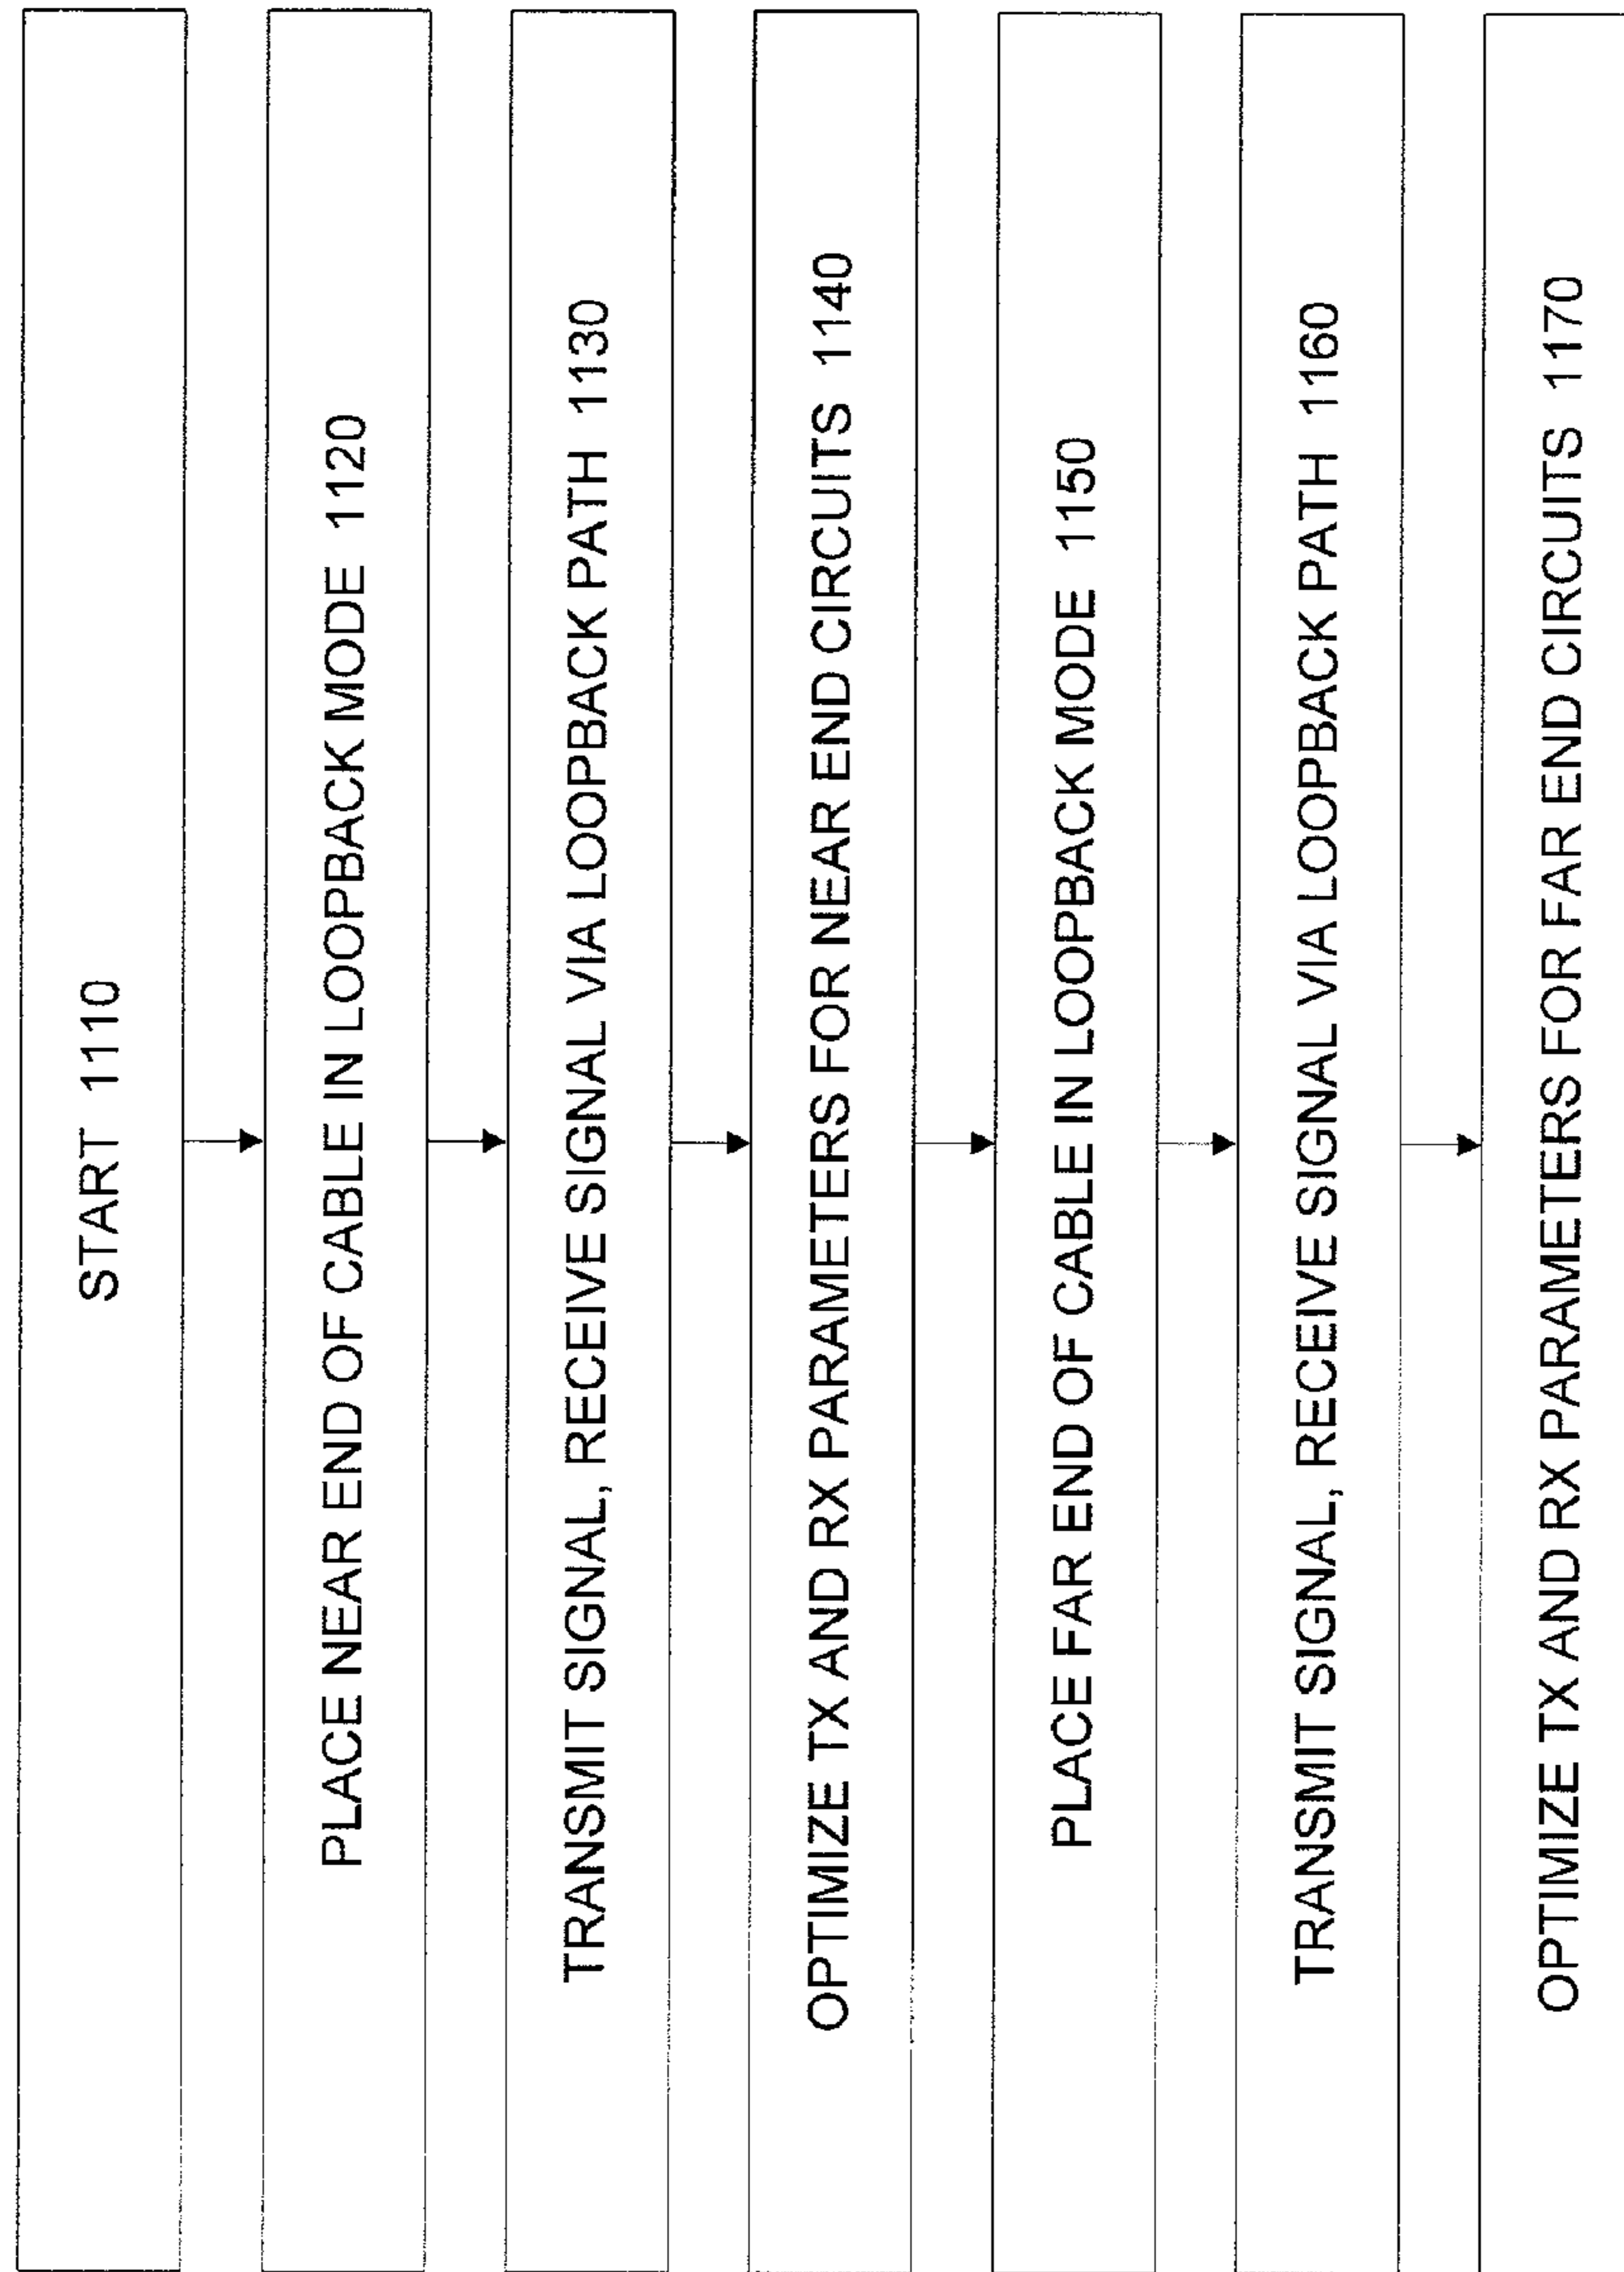 START 1110
PLACE NEAR END OF CABLE IN LOOPBACK MODE 1120
TRANSMIT SIGNAL, RECEIVE SIGNAL VIA LOOPBACK PATH 1130
OPTIMIZE TX AND RX PARAMETERS FOR NEAR END CIRCUITS 1140
PLACE FAR END OF CABLE IN LOOPBACK MODE 1150
TRANSMIT SIGNAL, RECEIVE SIGNAL VIA LOOPBACK PATH 1160
OPTIMIZE TX AND RX PARAMETERS FOR FAR END CIRCUITS 1170